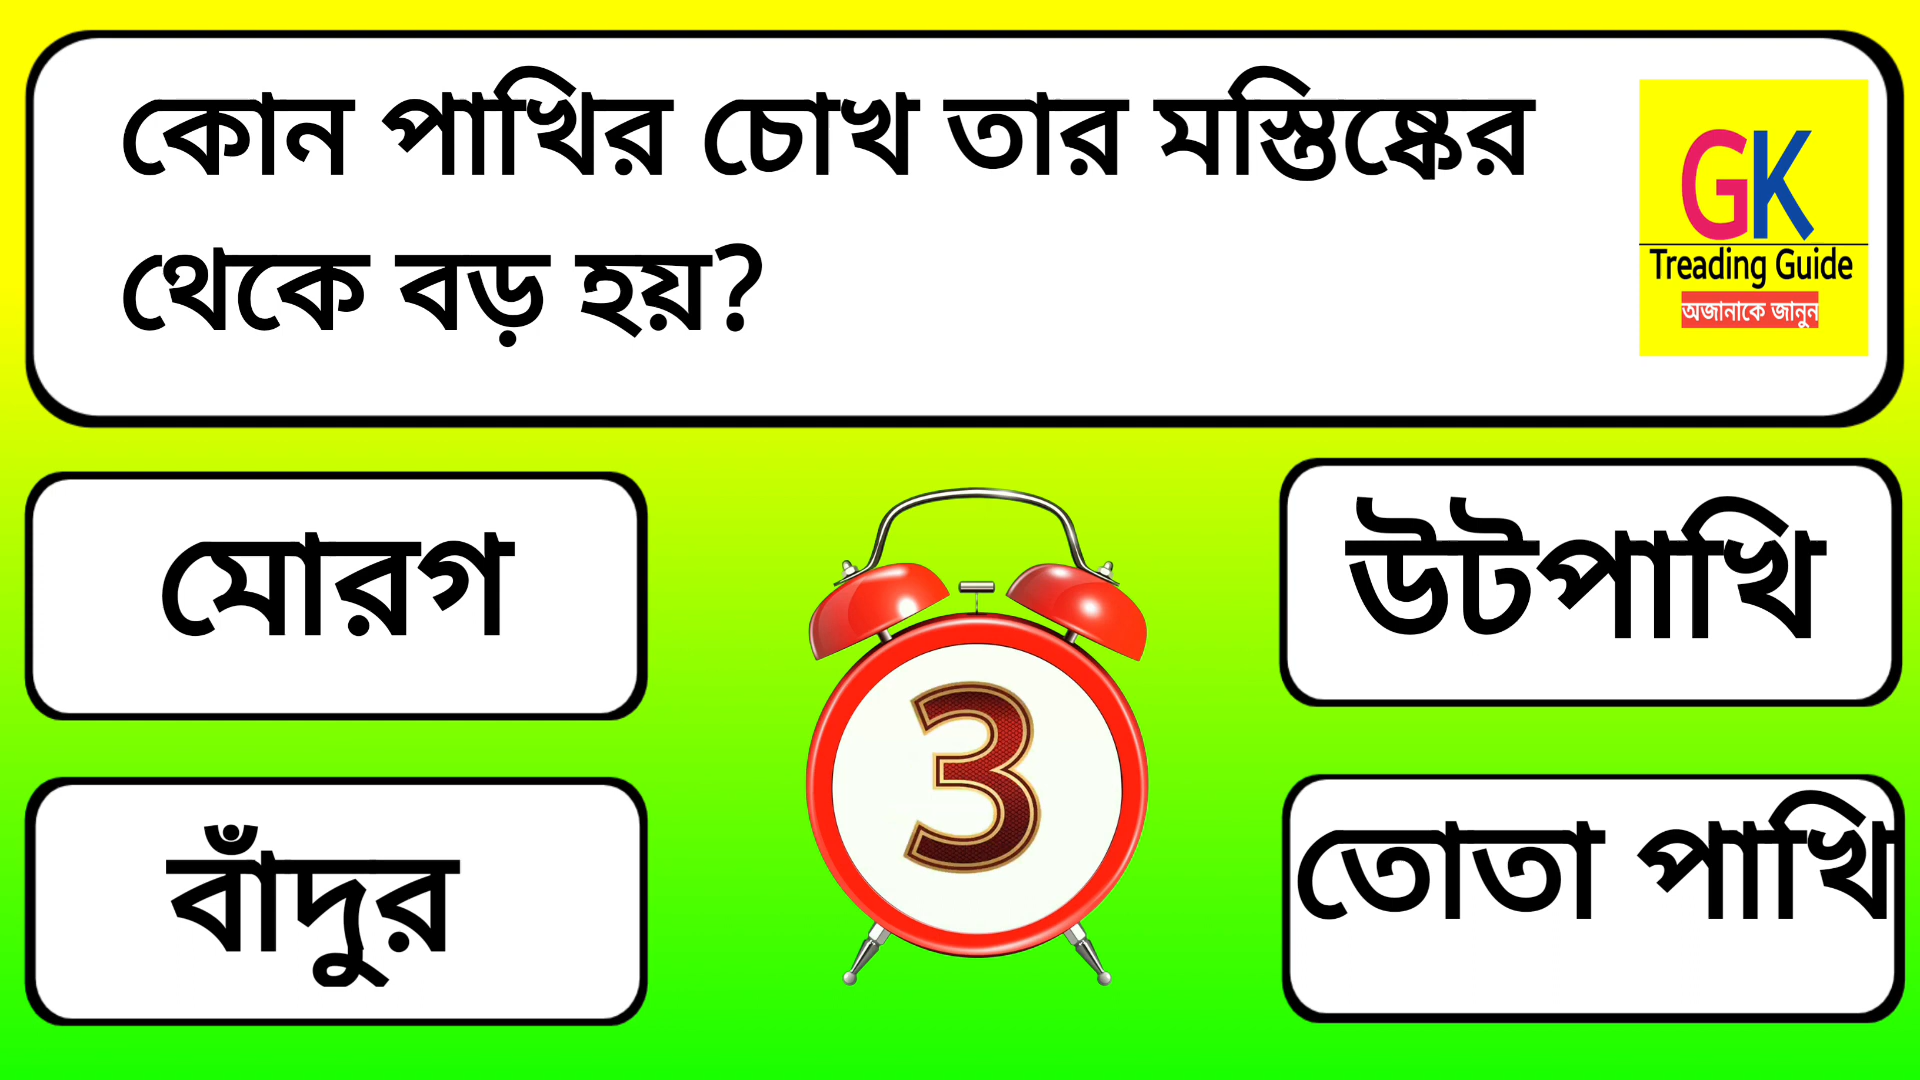 কোন পাখির চোখ তার মস্তিষ্কের
থেকে বড় হয়?
GK
Treading Guide
অজানাকে জানুন
মোরগ
উটপাখি
3
বাঁদুর
তোতা পাখি